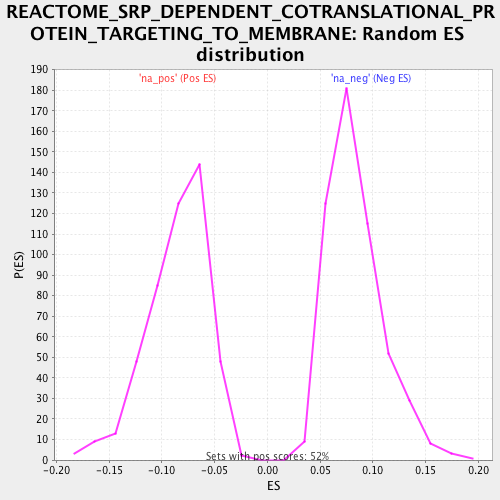 REACTOME_SRP_DEPENDENT_COTRANSLATIONAL_PR
OTEIN_TARGETING_TO_MEMBRANE: Random ES
distribution
'na_pos' (Pos ES)
'na_neg' (Neg ES)
190
180
170
160
150
140
130
120
110
100
90
80
70
60
50
40
30
20
10
0
P(ES)
Sets with pos scores: 52%
-0.20 -0.15 -0.10 -0.05 0.00 0.05 0.10 0.15 0.20
ES